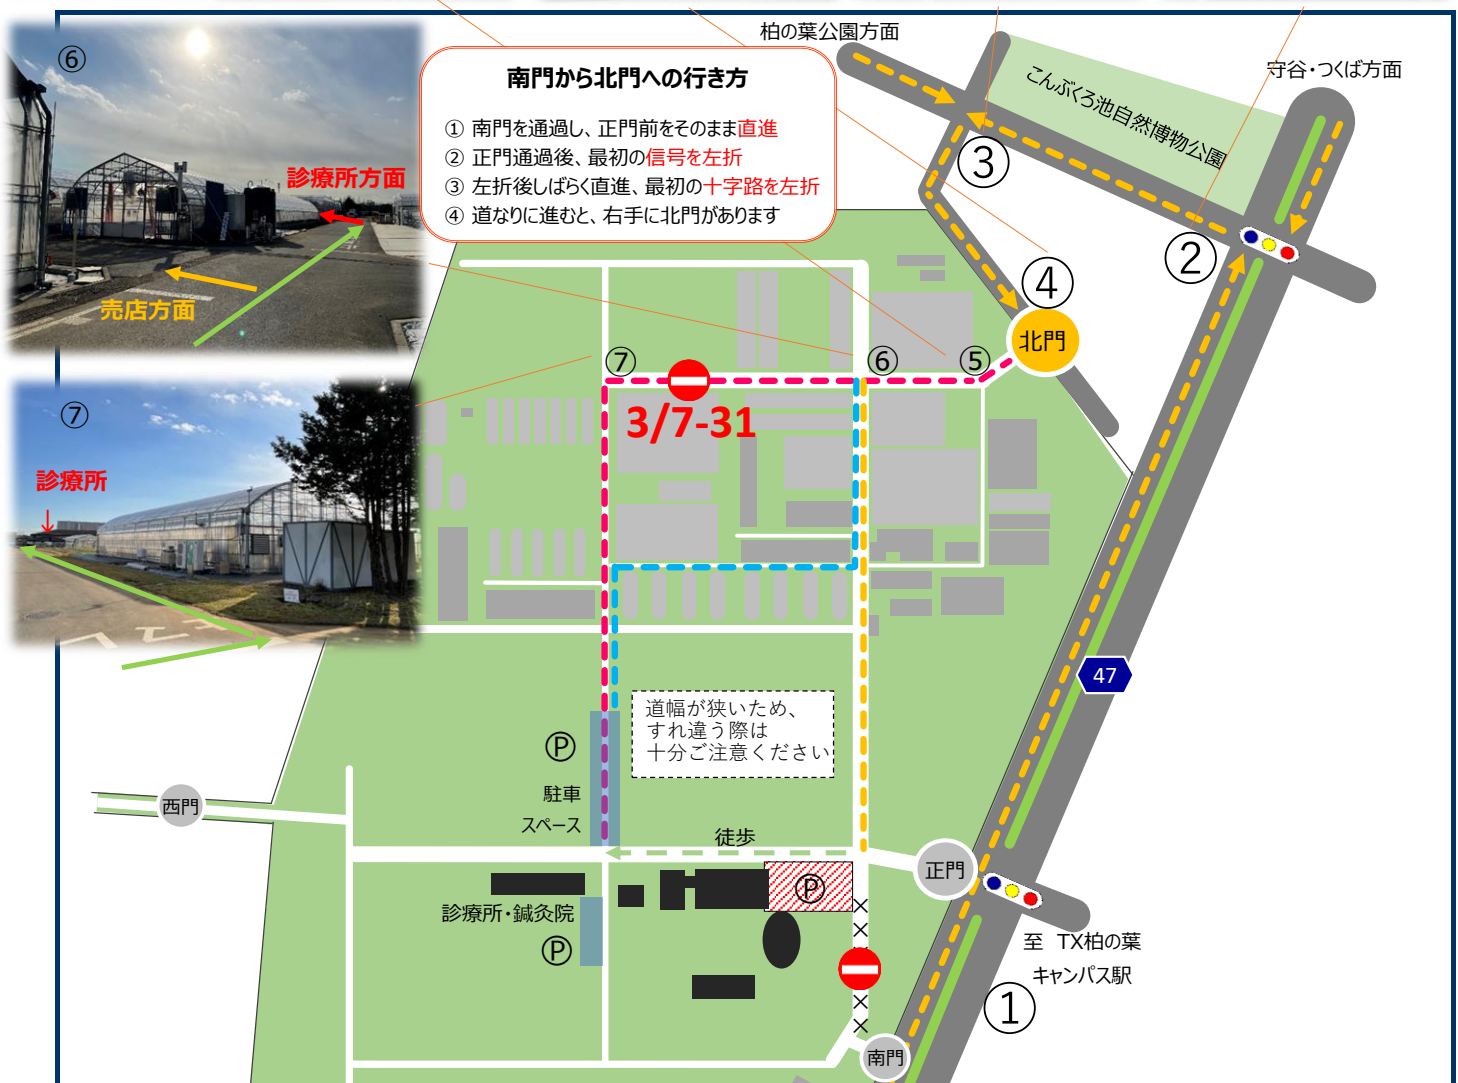 ⑥
診療所方面
売店方面
⑦
診療所
南門から北門への行き方
① 南門を通過し、正門前をそのまま直進
② 正門通過後、最初の信号を左折
③ 左折後しばらく直進、最初の十字路を左折
④ 道なりに進むと、右手に北門があります
柏の葉公園方面
こんぶくろ池自然博物公園
守谷・つくば方面
③
②
④
北門
⑦
⑥
⑤
3/7-31
47
道幅が狭いため、
すれ違う際は
十分ご注意ください
Ⓟ
駐車
スペース
西門
徒歩
正門
Ⓟ
診療所・鍼灸院
Ⓟ
至 TX柏の葉
キャンパス駅
①
南門